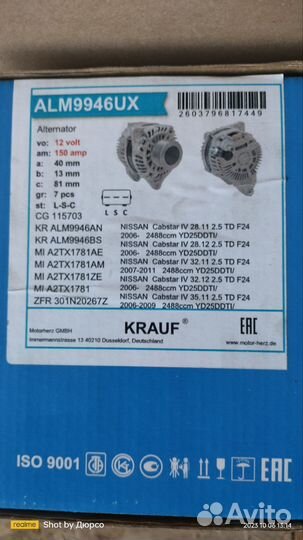 ALM9946UX
2603796817449
Alternator
vo: 12 volt
am: 150 amp
a: 40 mm
b: 13 mm
c: 81 mm
gr: 7 pcs
st: L-S-C
L S C
CG 115703
KR ALM9946AN
KR ALM9946BS
MI A2TX1781AE
MI A2TX1781AM
MI A2TX1781ZE
MI A2TX1781
ZFR 301N20267Z
NISSAN Cabstar IV 28.11 2.5 TD F24
2006- 2488ccm YD25DDTI/
NISSAN Cabstar IV 28.12 2.5 TD F24
2006- 2488ccm YD25DDTI/
NISSAN Cabstar IV 32.11 2.5 TD F24
2007-2011 2488ccm YD25DDTI/
NISSAN Cabstar IV 32.12 2.5 TD F24
2006- 2488ccm YD25DDTI/
NISSAN Cabstar IV 35.11 2.5 TD F24
2006-2009 2488ccm YD25DDTI/
Motorherz GMBH
Immermannstrasse 13 40210 Dusseldorf, Deutschland
KRAUF®
EAC
www.motor-herz.de
ISO 9001
EAC
realme Shot by Дюрсо
2023.10.06 13:14
Avito